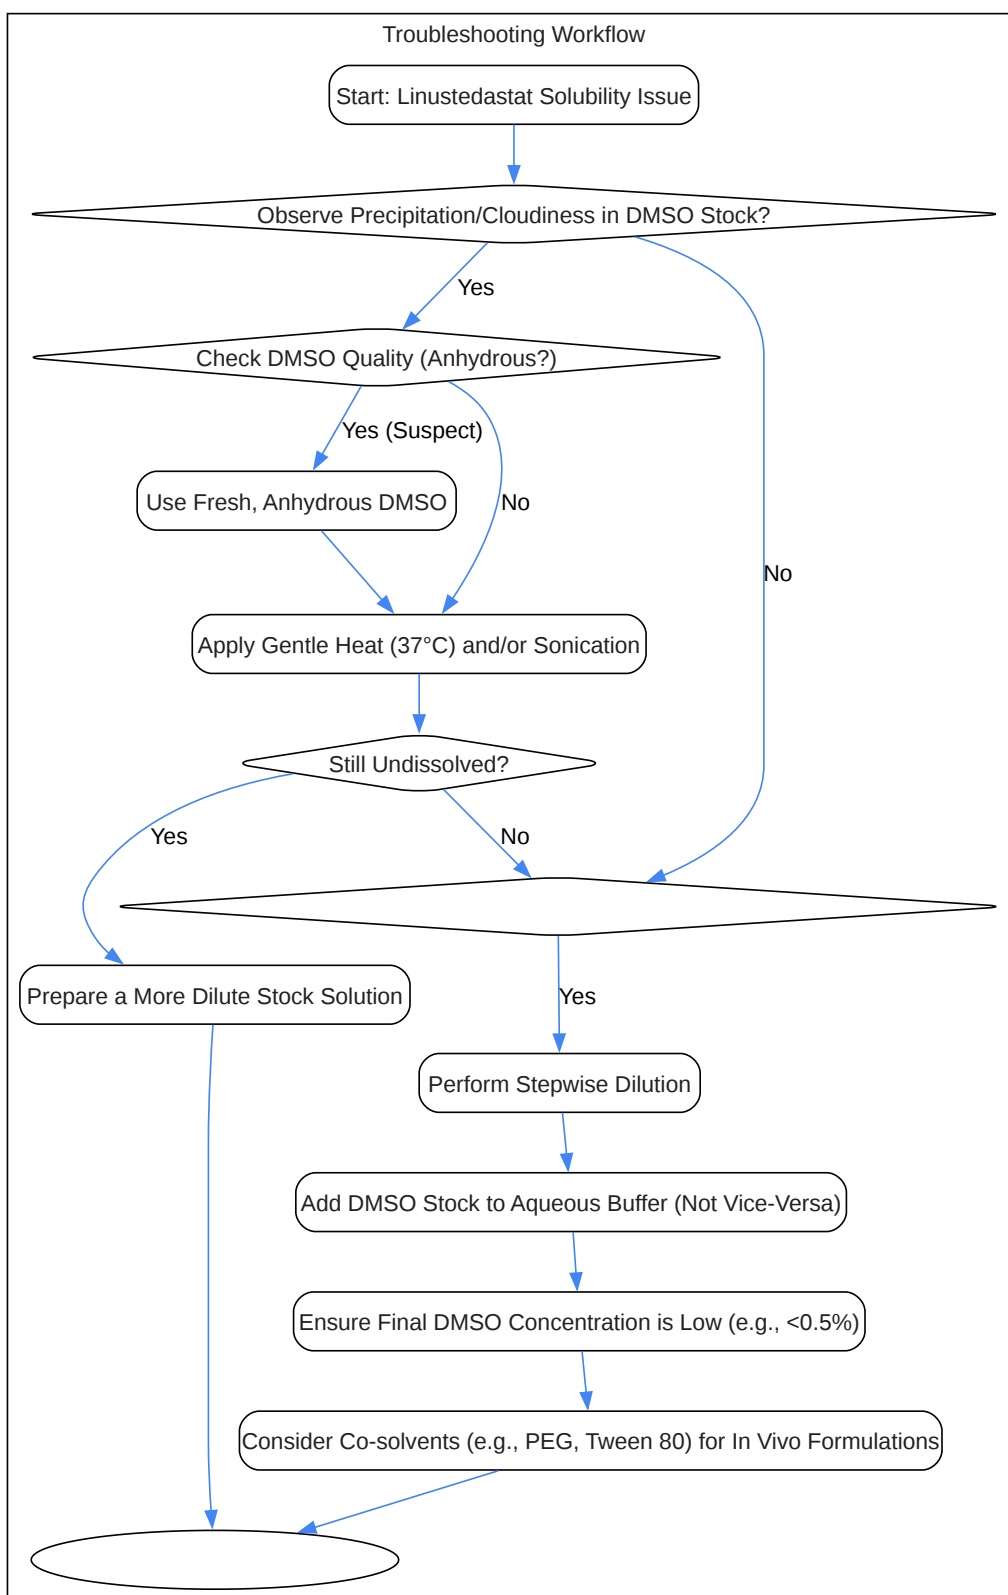 Troubleshooting Workflow
Start: Linustedastat Solubility Issue
Observe Precipitation/Cloudiness in DMSO Stock?
Yes
Check DMSO Quality (Anhydrous?)
Yes (Suspect)
Use Fresh, Anhydrous DMSO
No
No
Apply Gentle Heat (37°C) and/or Sonication
Still Undissolved?
Yes
No
Prepare a More Dilute Stock Solution
Yes
Perform Stepwise Dilution
Add DMSO Stock to Aqueous Buffer (Not Vice-Versa)
Ensure Final DMSO Concentration is Low (e.g., <0.5%)
Consider Co-solvents (e.g., PEG, Tween 80) for In Vivo Formulations